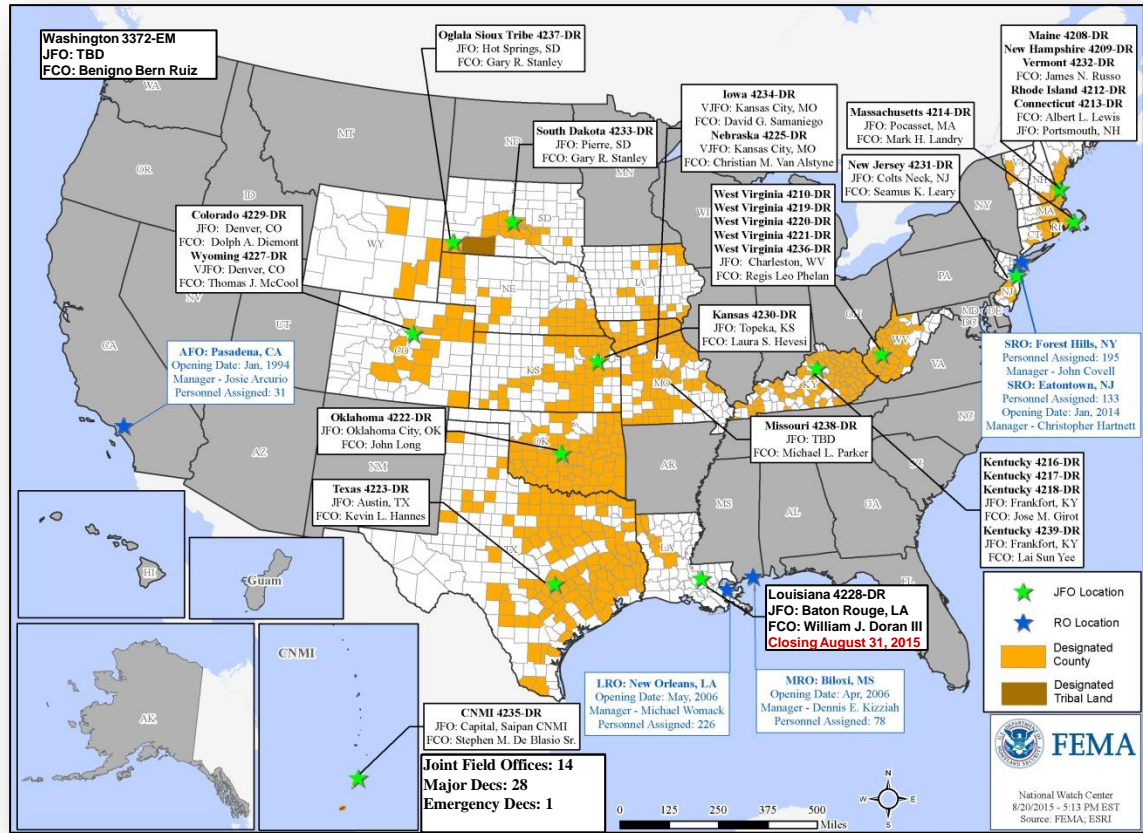 Washington 3372-EM
JFO: TBD
FCO: Benigno Bern Ruiz
Oglala Sioux Tribe 4237-DR
JFO: Hot Springs, SD
FCO: Gary R. Stanley
South Dakota 4233-DR
JFO: Pierre, SD
FCO: Gary R. Stanley
Iowa 4234-DR
VJFO: Kansas City, MO
FCO: David G. Samaniego
Nebraska 4225-DR
VJFO: Kansas City, MO
FCO: Christian M. Van Alstyne
Maine 4208-DR
New Hampshire 4209-DR
Vermont 4232-DR
FCO: James N. Russo
Rhode Island 4212-DR
Connecticut 4213-DR
FCO: Albert L. Lewis
JFO: Portsmouth, NH
Massachusetts 4214-DR
JFO: Pocasset, MA
FCO: Mark H. Landry
New Jersey 4231-DR
JFO: Colts Neck, NJ
FCO: Seamus K. Leary
West Virginia 4210-DR
West Virginia 4219-DR
West Virginia 4220-DR
West Virginia 4221-DR
West Virginia 4236-DR
JFO: Charleston, WV
FCO: Regis Leo Phelan
Colorado 4229-DR
JFO: Denver, CO
FCO: Dolph A. Diemont
Wyoming 4227-DR
VJFO: Denver, CO
FCO: Thomas J. McCool
Kansas 4230-DR
JFO: Topeka, KS
FCO: Laura S. Hevesi
AFO: Pasadena, CA
Opening Date: Jan, 1994
Manager - Josie Arcurio
Personnel Assigned: 31
SRO: Forest Hills, NY
Personnel Assigned: 195
Manager - John Covell
SRO: Eatontown, NJ
Personnel Assigned: 133
Opening Date: Jan, 2014
Manager - Christopher Hartnett
Oklahoma 4222-DR
JFO: Oklahoma City, OK
FCO: John Long
Missouri 4238-DR
JFO: TBD
FCO: Michael L. Parker
Kentucky 4216-DR
Kentucky 4217-DR
Kentucky 4218-DR
JFO: Frankfort, KY
FCO: Jose M. Girot
Kentucky 4239-DR
JFO: Frankfort, KY
FCO: Lai Sun Yee
Texas 4223-DR
JFO: Austin, TX
FCO: Kevin L. Hannes
Louisiana 4228-DR
JFO: Baton Rouge, LA
FCO: William J. Doran III
Closing August 31, 2015
LRO: New Orleans, LA
Opening Date: May, 2006
Manager - Michael Womack
Personnel Assigned: 226
MRO: Biloxi, MS
Opening Date: Apr, 2006
Manager - Dennis E. Kizziah
Personnel Assigned: 78
CNMI 4235-DR
JFO: Capital, Saipan CNMI
FCO: Stephen M. De Blasio Sr.
Joint Field Offices: 14
Major Decs: 28
Emergency Decs: 1
WA
MT
ND
MN
OR
ID
WY
SD
WI
NY
VT
NH
MA
CT
RI
NV
UT
CO
NE
IA
PA
NJ
MD
DC
DE
OH
WV
VA
CA
KS
MO
KY
NC
AZ
NM
OK
AR
TX
LA
MS
AL
GA
FL
HI
Guam
AK
CNMI
JFO Location
RO Location
Designated
County
Designated
Tribal Land
FEMA
National Watch Center
8/20/2015 - 5:13 PM EST
Source: FEMA; ESRI
N
W
E
S
0 125 250 375 500
Miles